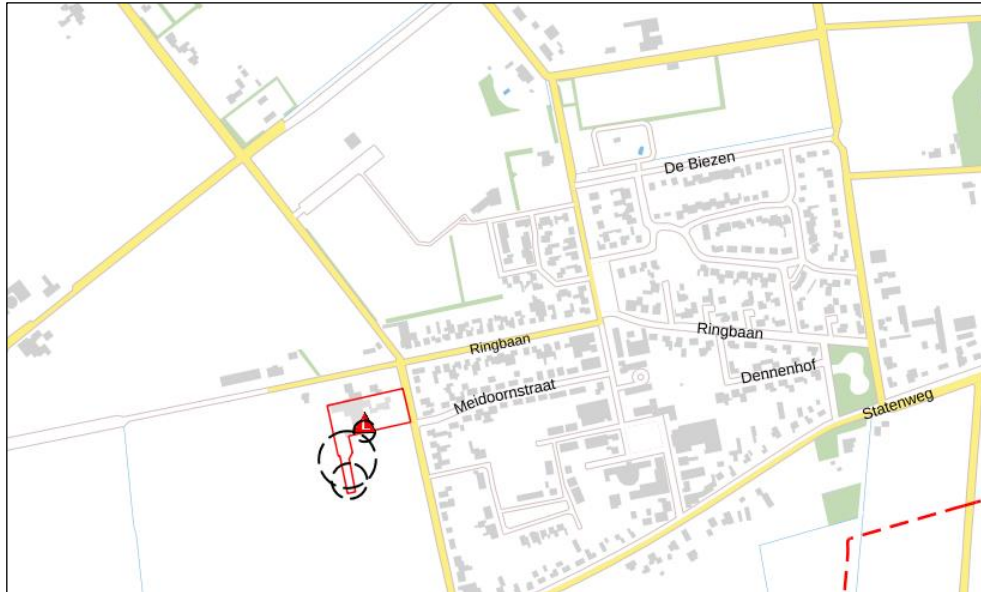 De Biezen
Ringbaan
Ringbaan
Dennenhof
Meidoornstraat
Statenweg
L